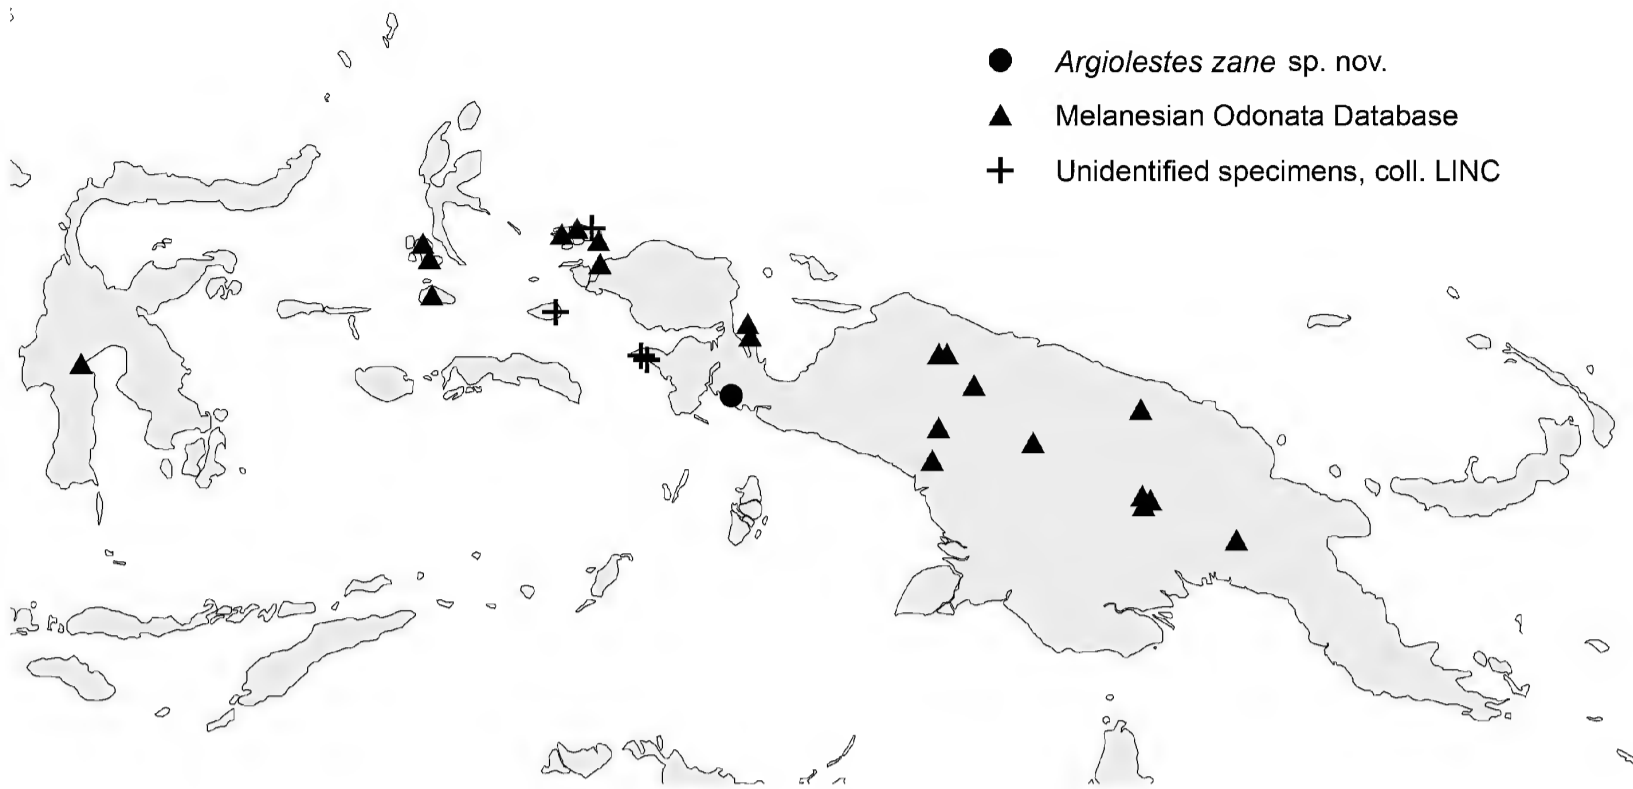 Argiolestes zane sp. nov.
Melanesian Odonata Database
Unidentified specimens, coll. LINC